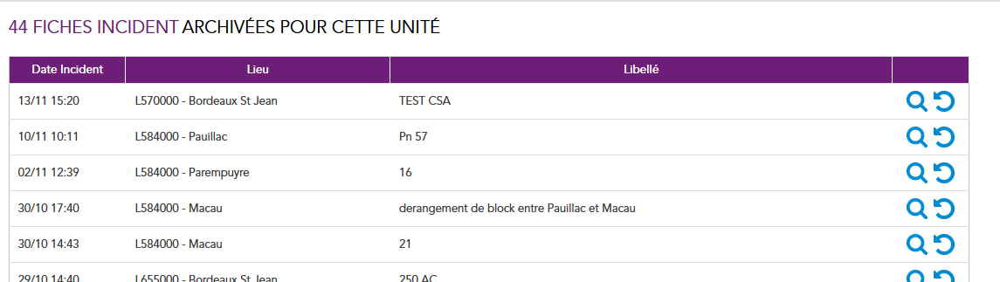 44 FICHES INCIDENT ARCHIVÉES POUR CETTE UNITÉ
Date Incident Lieu Libellé
13/11 15:20 L570000 - Bordeaux St Jean TEST CSA
10/11 10:11 L584000 - Pauillac Pn 57
02/11 12:39 L584000 - Parempuyre 16
30/10 17:40 L584000 - Macau derangement de block entre Pauillac et Macau
30/10 14:43 L584000 - Macau 21
29/10 14:40 L655000 - Bordeaux St Jean 250 AC